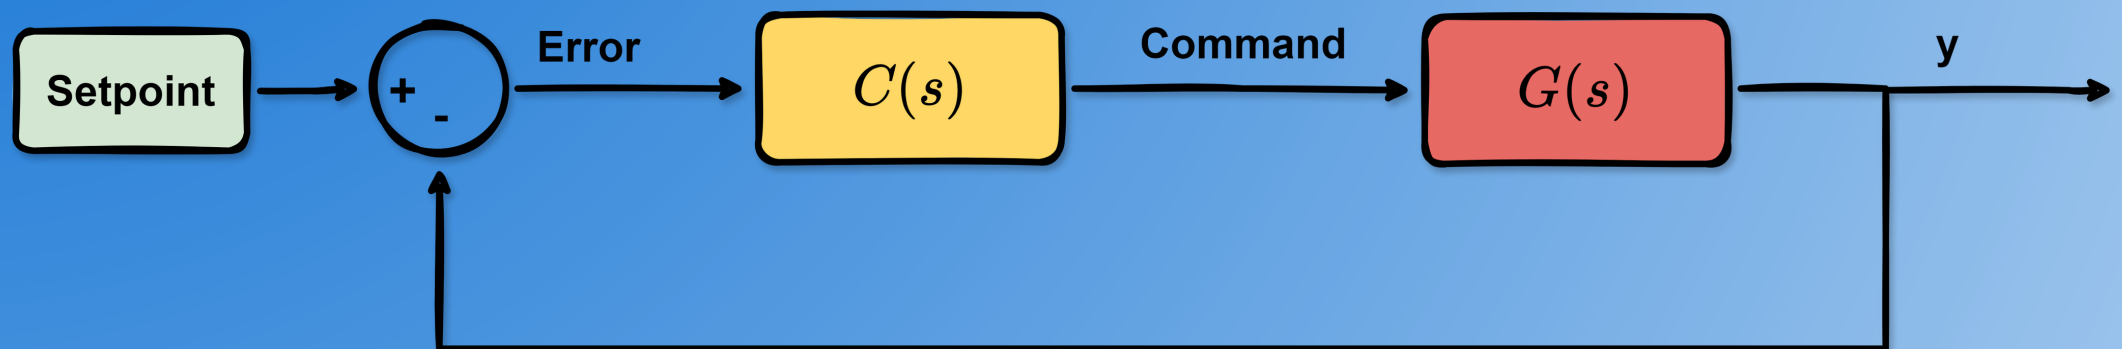 Setpoint
+
-
Error
C(s)
Command
G(s)
y